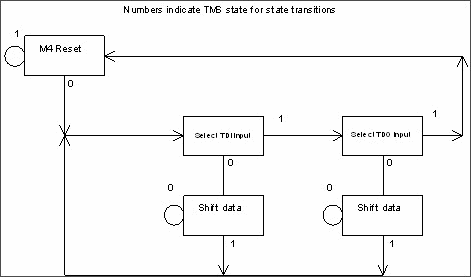 Numbers indicate TMS state for state transitions
1
M4 Reset
0
1
1
Select TDI Input
Select TDO Input
0
0
0
0
Shift data
Shift data
1
1